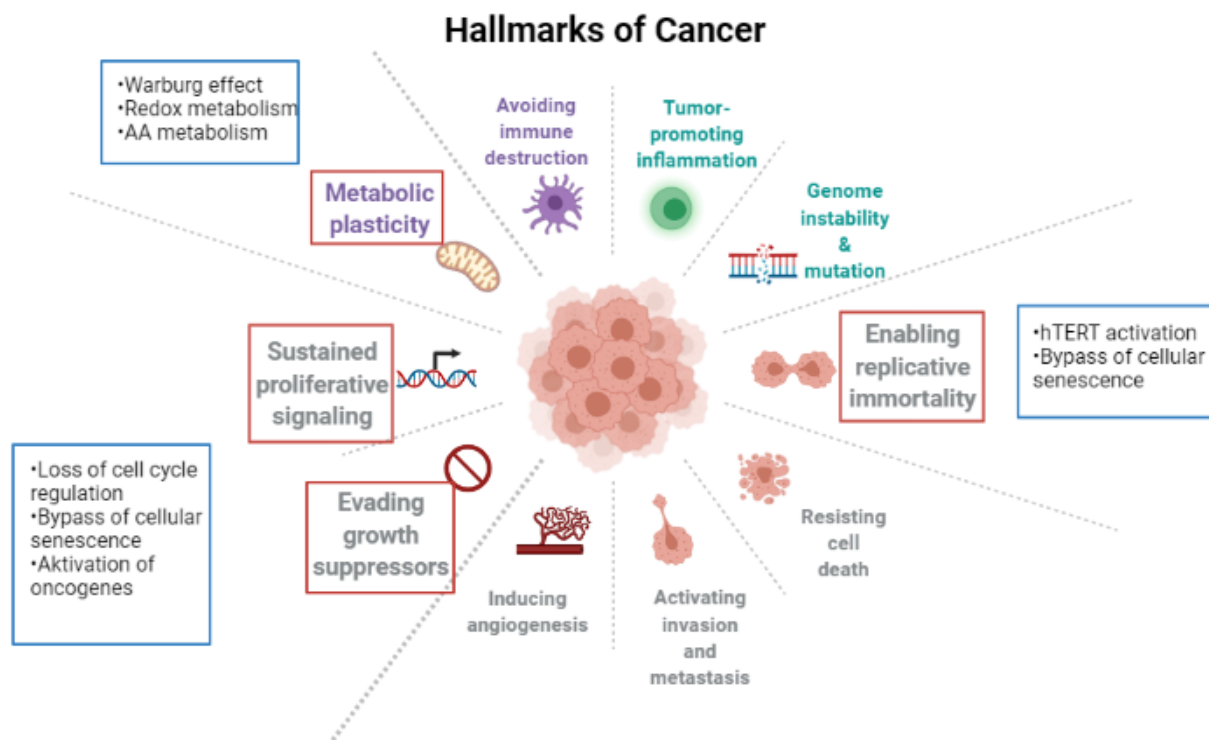 Hallmarks of Cancer
•Warburg effect
•Redox metabolism
•AA metabolism
Avoiding
immune
destruction
Tumor-
promoting
inflammation
Metabolic
plasticity
Genome
instability
&
mutation
Sustained
proliferative
signaling
Enabling
replicative
immortality
•hTERT activation
•Bypass of cellular
senescence
•Loss of cell cycle
regulation
•Bypass of cellular
senescence
•Aktivation of
oncogenes
Evading
growth
suppressors
Resisting
cell
death
Inducing
angiogenesis
Activating
invasion
and
metastasis